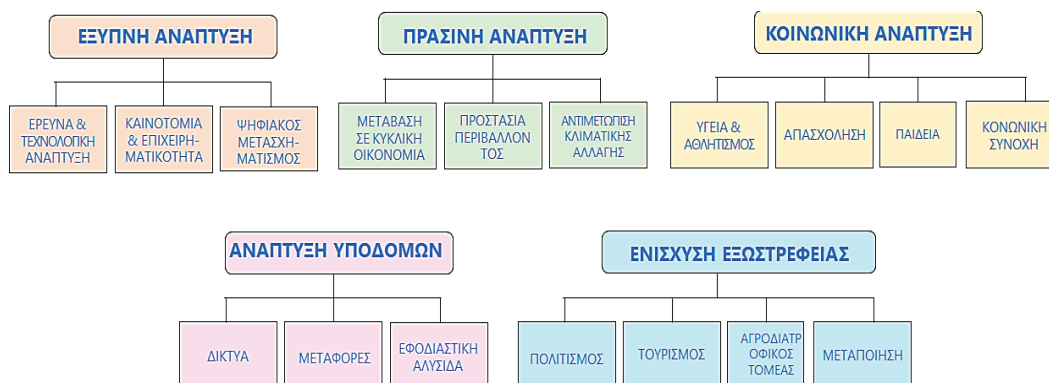 ΕΞΥΠΝΗ ΑΝΑΠΤΥΞΗ
ΕΡΕΥΝΑ &
ΤΕΧΝΟΛΟΓΙΚΗ
ΑΝΑΠΤΥΞΗ
ΚΑΙΝΟΤΟΜΙΑ
& ΕΠΙΧΕΙΡΗ-
ΜΑΤΙΚΟΤΗΤΑ
ΨΗΦΙΑΚΟΣ
ΜΕΤΑΣΧΗ-
ΜΑΤΙΣΜΟΣ
ΠΡΑΣΙΝΗ ΑΝΑΠΤΥΞΗ
ΜΕΤΑΒΑΣΗ
ΣΕ ΚΥΚΛΙΚΗ
ΟΙΚΟΝΟΜΙΑ
ΠΡΟΣΤΑΣΙΑ
ΠΕΡΙΒΑΛΛΟΝ
ΤΟΣ
ΑΝΤΙΜΕΤΩΠΙΣΗ
ΚΛΙΜΑΤΙΚΗΣ
ΑΛΛΑΓΗΣ
ΚΟΙΝΩΝΙΚΗ ΑΝΑΠΤΥΞΗ
ΥΓΕΙΑ &
ΑΘΛΗΤΙΣΜΟΣ
ΑΠΑΣΧΟΛΗΣΗ
ΠΑΙΔΕΙΑ
ΚΟΝΩΝΙΚΗ
ΣΥΝΟΧΗ
ΑΝΑΠΤΥΞΗ ΥΠΟΔΟΜΩΝ
ΔΙΚΤΥΑ
ΜΕΤΑΦΟΡΕΣ
ΕΦΟΔΙΑΣΤΙΚΗ
ΑΛΥΣΙΔΑ
ΕΝΙΣΧΥΣΗ ΕΞΩΣΤΡΕΦΕΙΑΣ
ΠΟΛΙΤΙΣΜΟΣ
ΤΟΥΡΙΣΜΟΣ
ΑΓΡΟΔΙΑΤΡ
ΟΦΙΚΟΣ
ΤΟΜΕΑΣ
ΜΕΤΑΠΟΙΗΣΗ